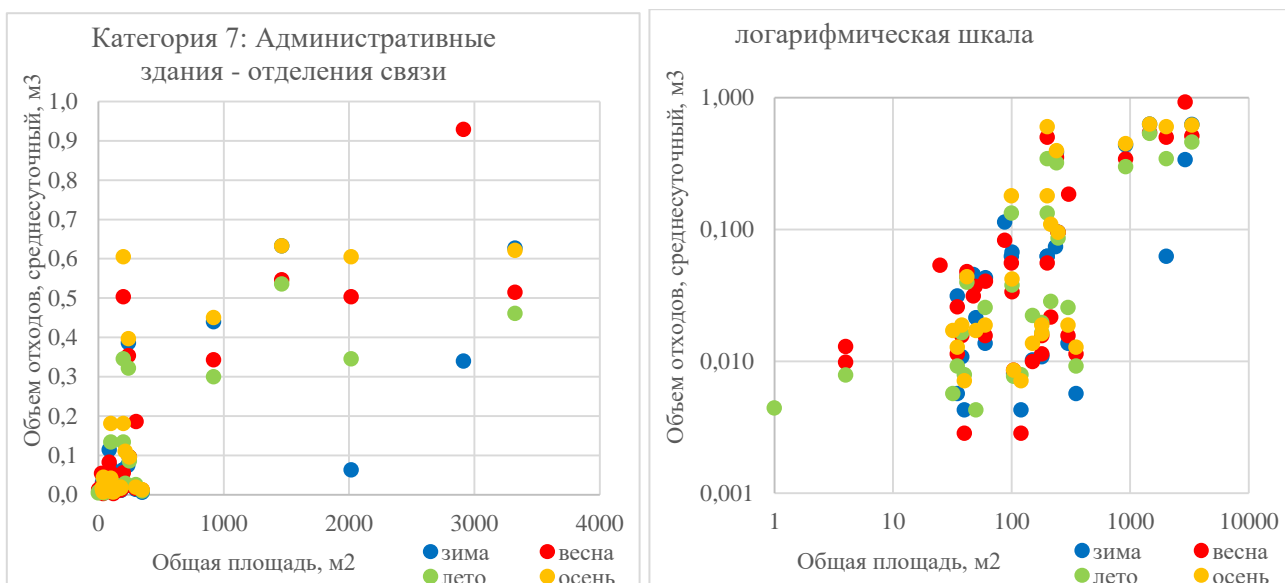 Категория 7: Административные
здания - отделения связи
Объем отходов, среднесуточный, м3
1,0
0,9
0,8
0,7
0,6
0,5
0,4
0,3
0,2
0,1
0,0
0
1000
2000
3000
4000
Общая площадь, м2
зима
весна
лето
осень
логарифмическая шкала
Объем отходов, среднесуточный, м3
1,000
0,100
0,010
0,001
1
10
100
1000
10000
Общая площадь, м2
зима
весна
лето
осень